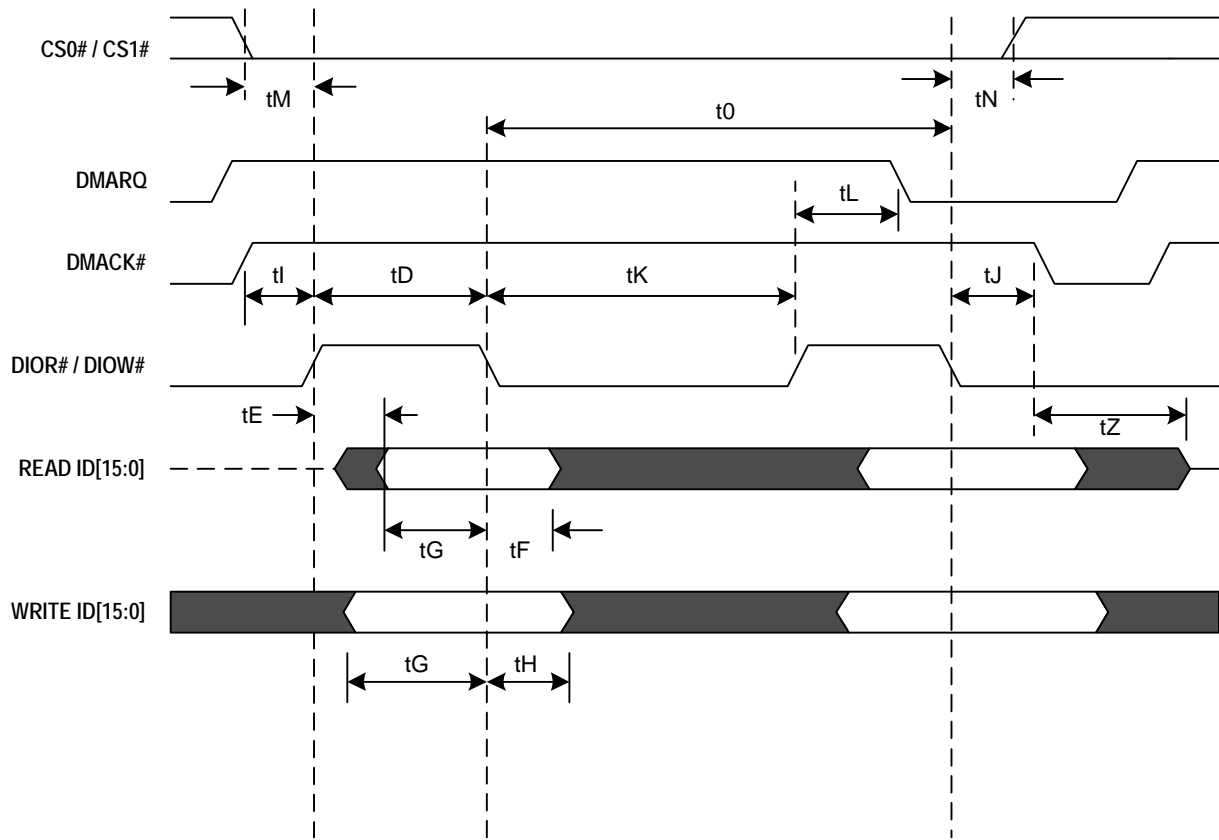 CS0# / CS1#
tM
tN
t0
DMARQ
tL
DMACK#
tI
tD
tK
tJ
DIOR# / DIOW#
tE
tZ
READ ID[15:0]
tG
tF
WRITE ID[15:0]
tG
tH